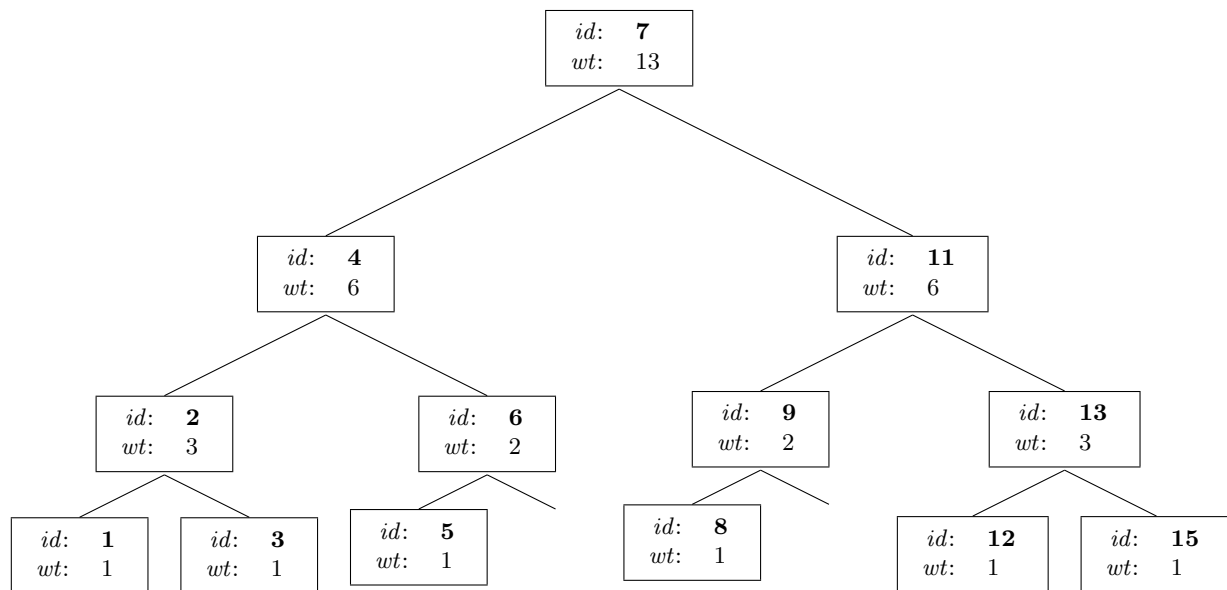 id: 7
wt: 13
id: 4
wt: 6
id: 11
wt: 6
id: 2
wt: 3
id: 6
wt: 2
id: 9
wt: 2
id: 13
wt: 3
id: 1
wt: 1
id: 3
wt: 1
id: 5
wt: 1
id: 8
wt: 1
id: 12
wt: 1
id: 15
wt: 1